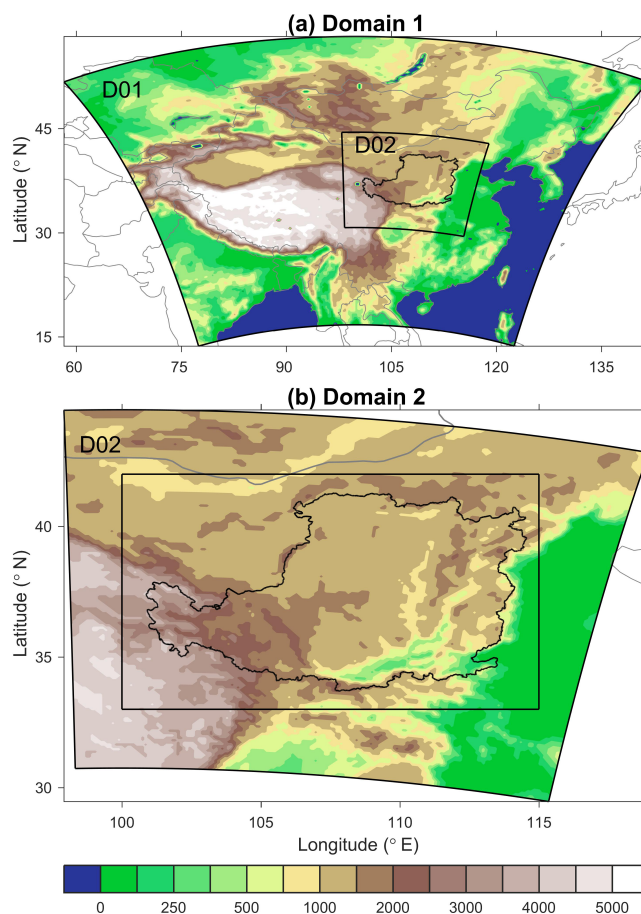 (a) Domain 1
D01
D02
Latitude (° N)
45
30
15
60 75 90 105 120 135
(b) Domain 2
D02
Latitude (° N)
40
35
30
100 105 110 115
Longitude (° E)
0 250 500 1000 2000 3000 4000 5000